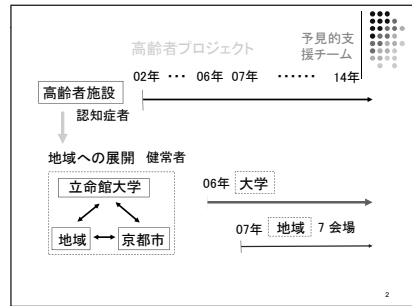 高齢者プロジェクト
予見的支
援チーム
02年 ･･･ 06年 07年 ‥‥‥ 14年
高齢者施設
認知症者
地域への展開 健常者
立命館大学
地域
京都市
06年 大学
07年 地域 7 会場
2